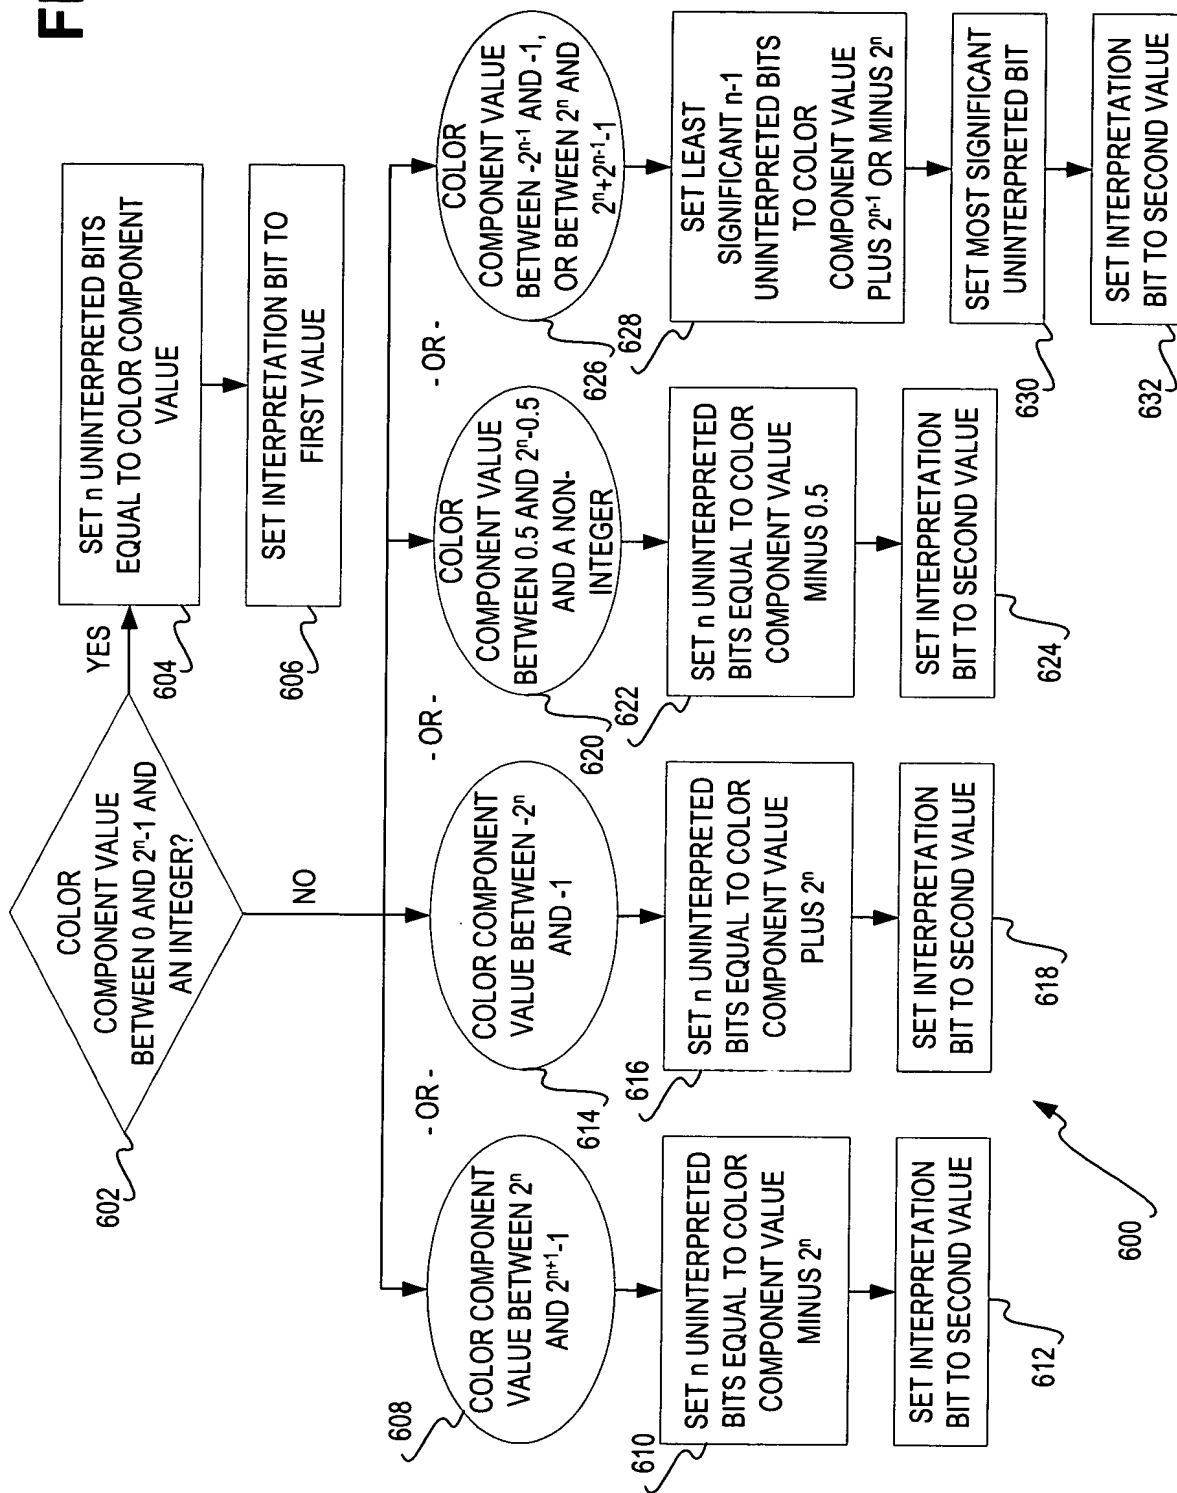 FI
COLOR
COMPONENT VALUE
BETWEEN 0 AND 2ⁿ-1 AND
AN INTEGER?
602
YES
NO
SET n UNINTERPRETED BITS
EQUAL TO COLOR COMPONENT
VALUE
604
SET INTERPRETATION BIT TO
FIRST VALUE
606
- OR -
- OR -
- OR -
COLOR COMPONENT
VALUE BETWEEN 2ⁿ
AND 2ⁿ⁺¹-1
608
SET n UNINTERPRETED
BITS EQUAL TO COLOR
COMPONENT VALUE
MINUS 2ⁿ
610
SET INTERPRETATION
BIT TO SECOND VALUE
612
COLOR COMPONENT
VALUE BETWEEN -2ⁿ
AND -1
614
SET n UNINTERPRETED
BITS EQUAL TO COLOR
COMPONENT VALUE
PLUS 2ⁿ
616
SET INTERPRETATION
BIT TO SECOND VALUE
618
COLOR
COMPONENT VALUE
BETWEEN 0.5 AND 2ⁿ-0.5
AND A NON-
INTEGER
620
SET n UNINTERPRETED
BITS EQUAL TO COLOR
COMPONENT VALUE
MINUS 0.5
622
SET INTERPRETATION
BIT TO SECOND VALUE
624
COLOR
COMPONENT VALUE
BETWEEN -2ⁿ⁻¹ AND -1,
OR BETWEEN 2ⁿ AND
2ⁿ+2ⁿ⁻¹-1
626
SET LEAST
SIGNIFICANT n-1
UNINTERPRETED BITS
TO COLOR
COMPONENT VALUE
PLUS 2ⁿ⁻¹ OR MINUS 2ⁿ
628
SET MOST SIGNIFICANT
UNINTERPRETED BIT
630
SET INTERPRETATION
BIT TO SECOND VALUE
632
600